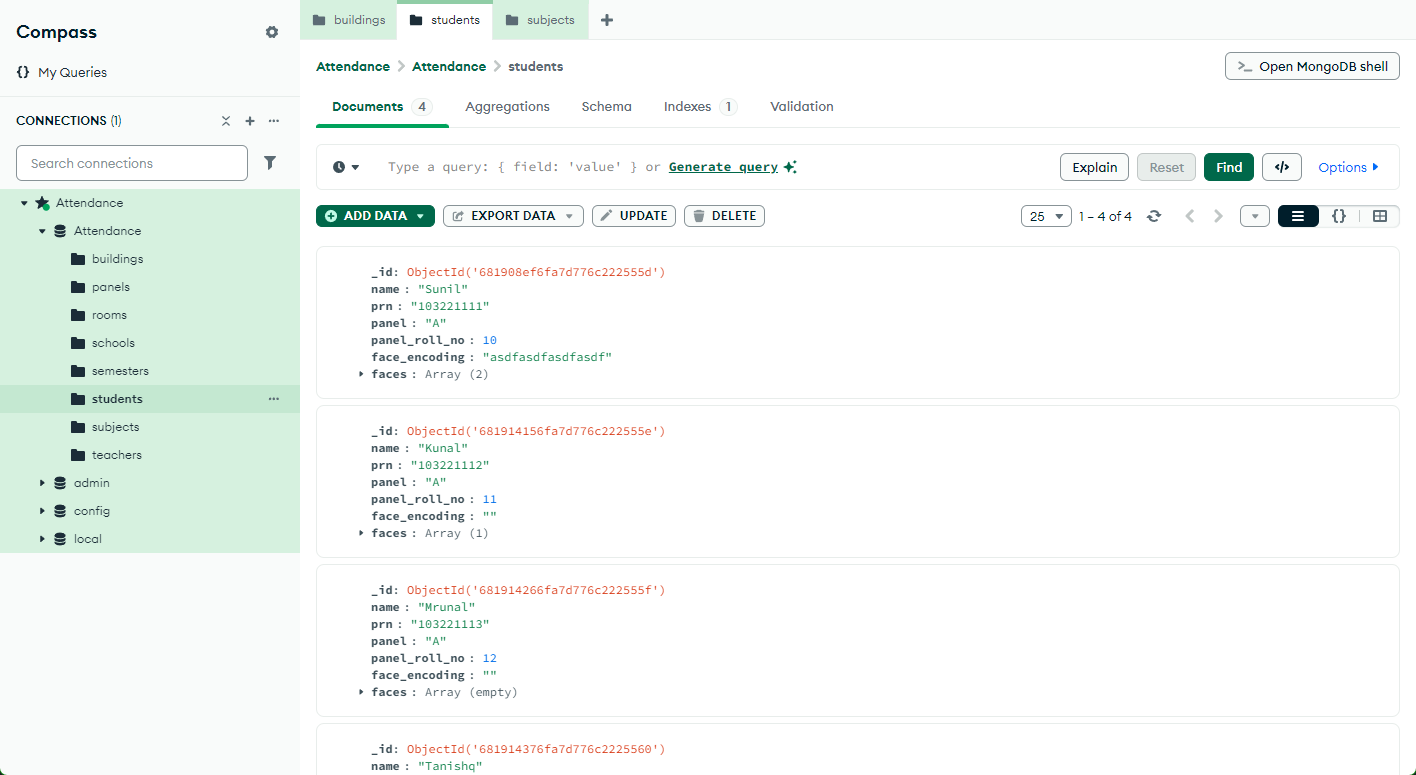 Compass
My Queries
CONNECTIONS (1)
Search connections
Attendance
Attendance
buildings
panels
rooms
schools
semesters
students
subjects
teachers
admin
config
local
buildings
students
subjects
Attendance > Attendance > students
>_ Open MongoDB shell
Documents 4
Aggregations
Schema
Indexes 1
Validation
Type a query: { field: 'value' } or Generate query
Explain
Reset
Find
</>
Options
ADD DATA
EXPORT DATA
UPDATE
DELETE
25
1 – 4 of 4
{}
_id: ObjectId('681908ef6fa7d776c222555d')
name : "Sunil"
prn : "103221111"
panel : "A"
panel_roll_no : 10
face_encoding : "asdfasdfasdfasdf"
faces : Array (2)
_id: ObjectId('681914156fa7d776c222555e')
name : "Kunal"
prn : "103221112"
panel : "A"
panel_roll_no : 11
face_encoding : ""
faces : Array (1)
_id: ObjectId('681914266fa7d776c222555f')
name : "Mrunal"
prn : "103221113"
panel : "A"
panel_roll_no : 12
face_encoding : ""
faces : Array (empty)
_id: ObjectId('681914376fa7d776c2225560')
name : "Tanishq"